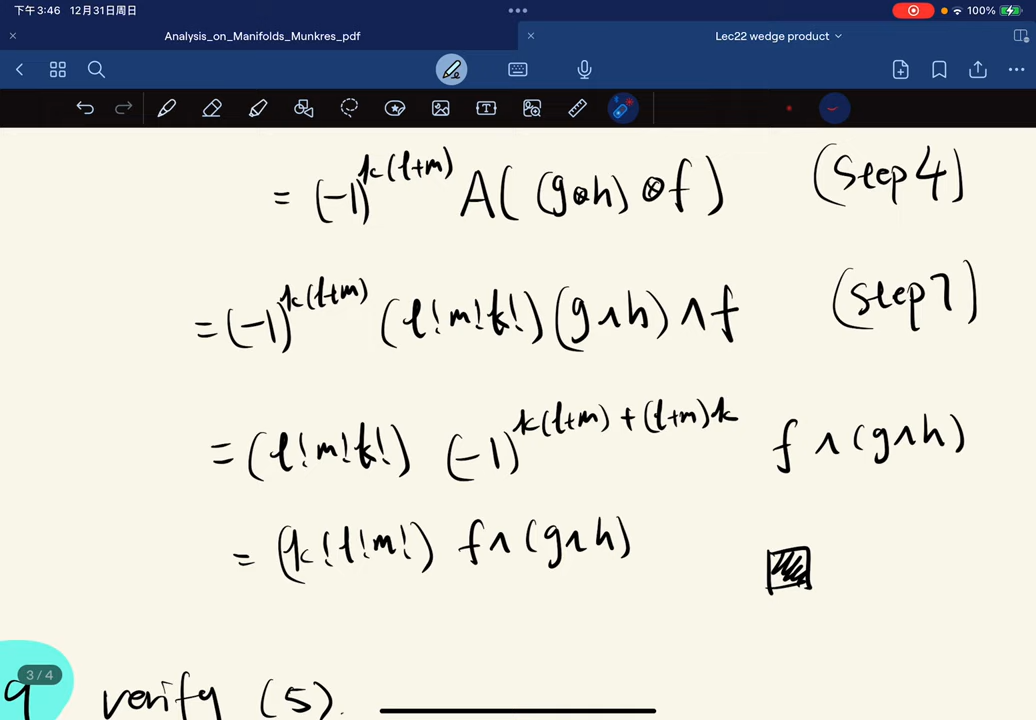 下午3:46 12月31日周日
100%
Analysis_on_Manifolds_Munkres_pdf
Lec22 wedge product
= (-1)^{k(l+m)} A( (g⊗h) ⊗ f ) (Step 4)
= (-1)^{k(l+m)} (l!m!k!) (g∧h) ∧ f (Step 7)
= (l!m!k!) (-1)^{k(l+m) + (l+m)k} f ∧ (g∧h)
= (k!l!m!) f∧ (g∧h)
3 / 4
9 verify (5).